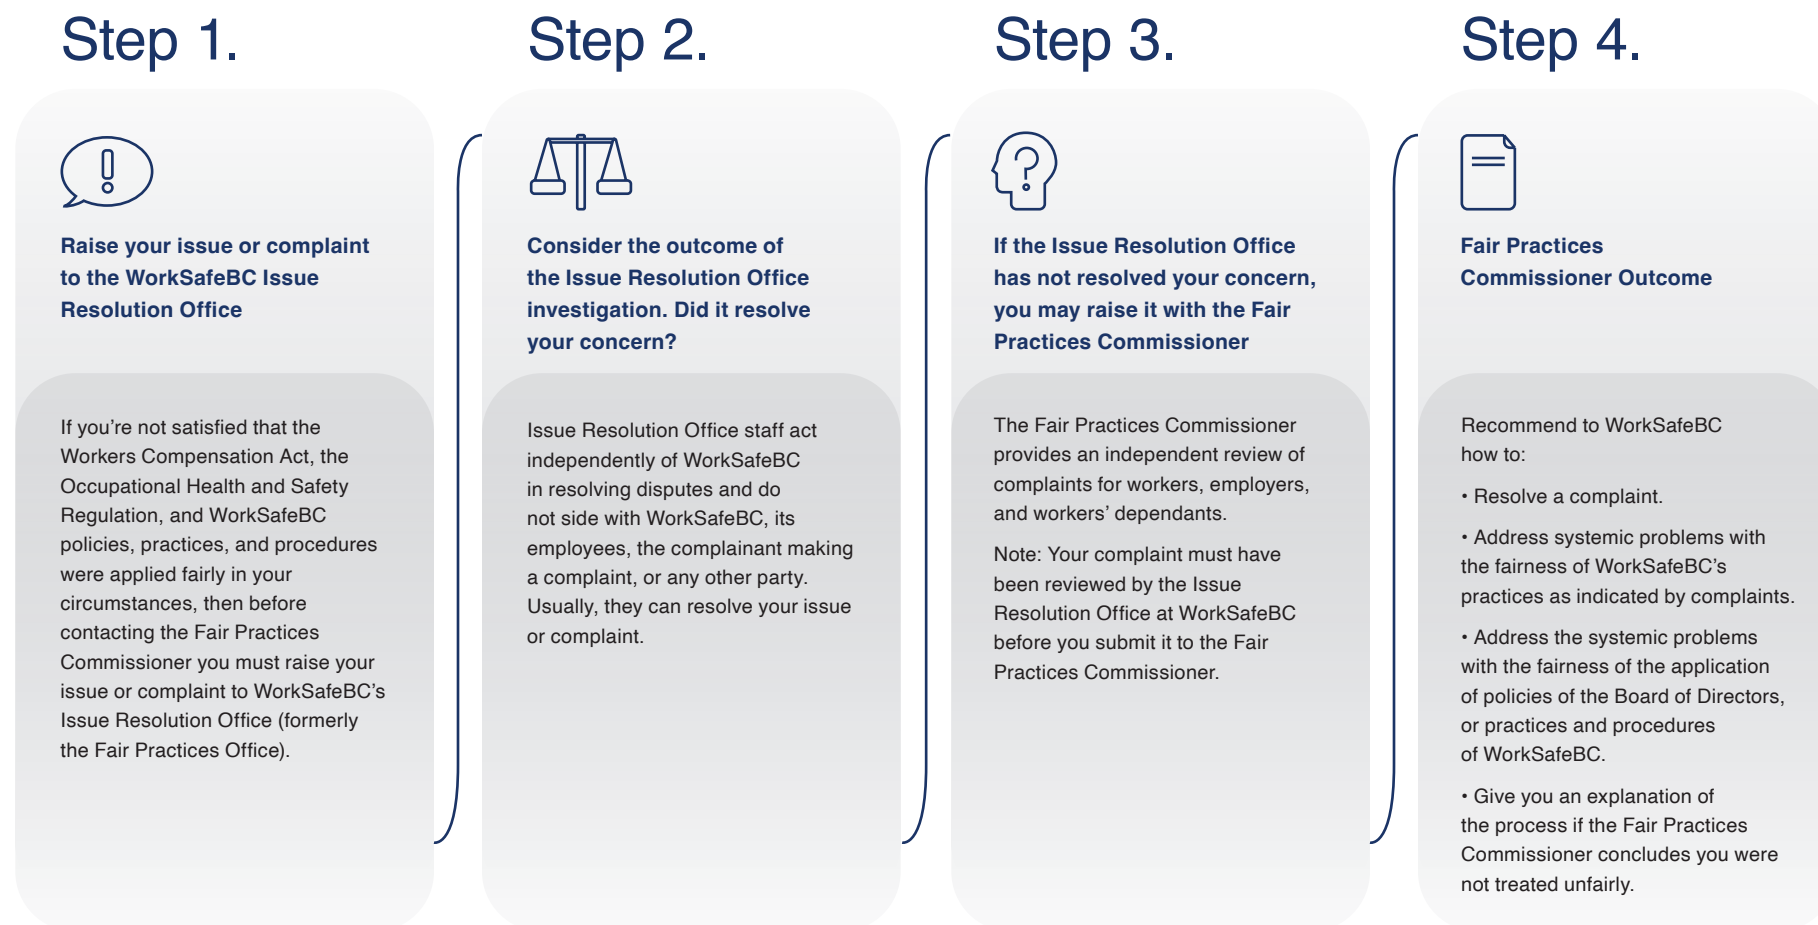 Step 1.
Raise your issue or complaint
to the WorkSafeBC Issue
Resolution Office
If you’re not satisfied that the
Workers Compensation Act, the
Occupational Health and Safety
Regulation, and WorkSafeBC
policies, practices, and procedures
were applied fairly in your
circumstances, then before
contacting the Fair Practices
Commissioner you must raise your
issue or complaint to WorkSafeBC’s
Issue Resolution Office (formerly
the Fair Practices Office).
Step 2.
Consider the outcome of
the Issue Resolution Office
investigation. Did it resolve
your concern?
Issue Resolution Office staff act
independently of WorkSafeBC
in resolving disputes and do
not side with WorkSafeBC, its
employees, the complainant making
a complaint, or any other party.
Usually, they can resolve your issue
or complaint.
Step 3.
If the Issue Resolution Office
has not resolved your concern,
you may raise it with the Fair
Practices Commissioner
The Fair Practices Commissioner
provides an independent review of
complaints for workers, employers,
and workers’ dependants.
Note: Your complaint must have
been reviewed by the Issue
Resolution Office at WorkSafeBC
before you submit it to the Fair
Practices Commissioner.
Step 4.
Fair Practices
Commissioner Outcome
Recommend to WorkSafeBC
how to:
• Resolve a complaint.
• Address systemic problems with
the fairness of WorkSafeBC’s
practices as indicated by complaints.
• Address the systemic problems
with the fairness of the application
of policies of the Board of Directors,
or practices and procedures
of WorkSafeBC.
• Give you an explanation of
the process if the Fair Practices
Commissioner concludes you were
not treated unfairly.